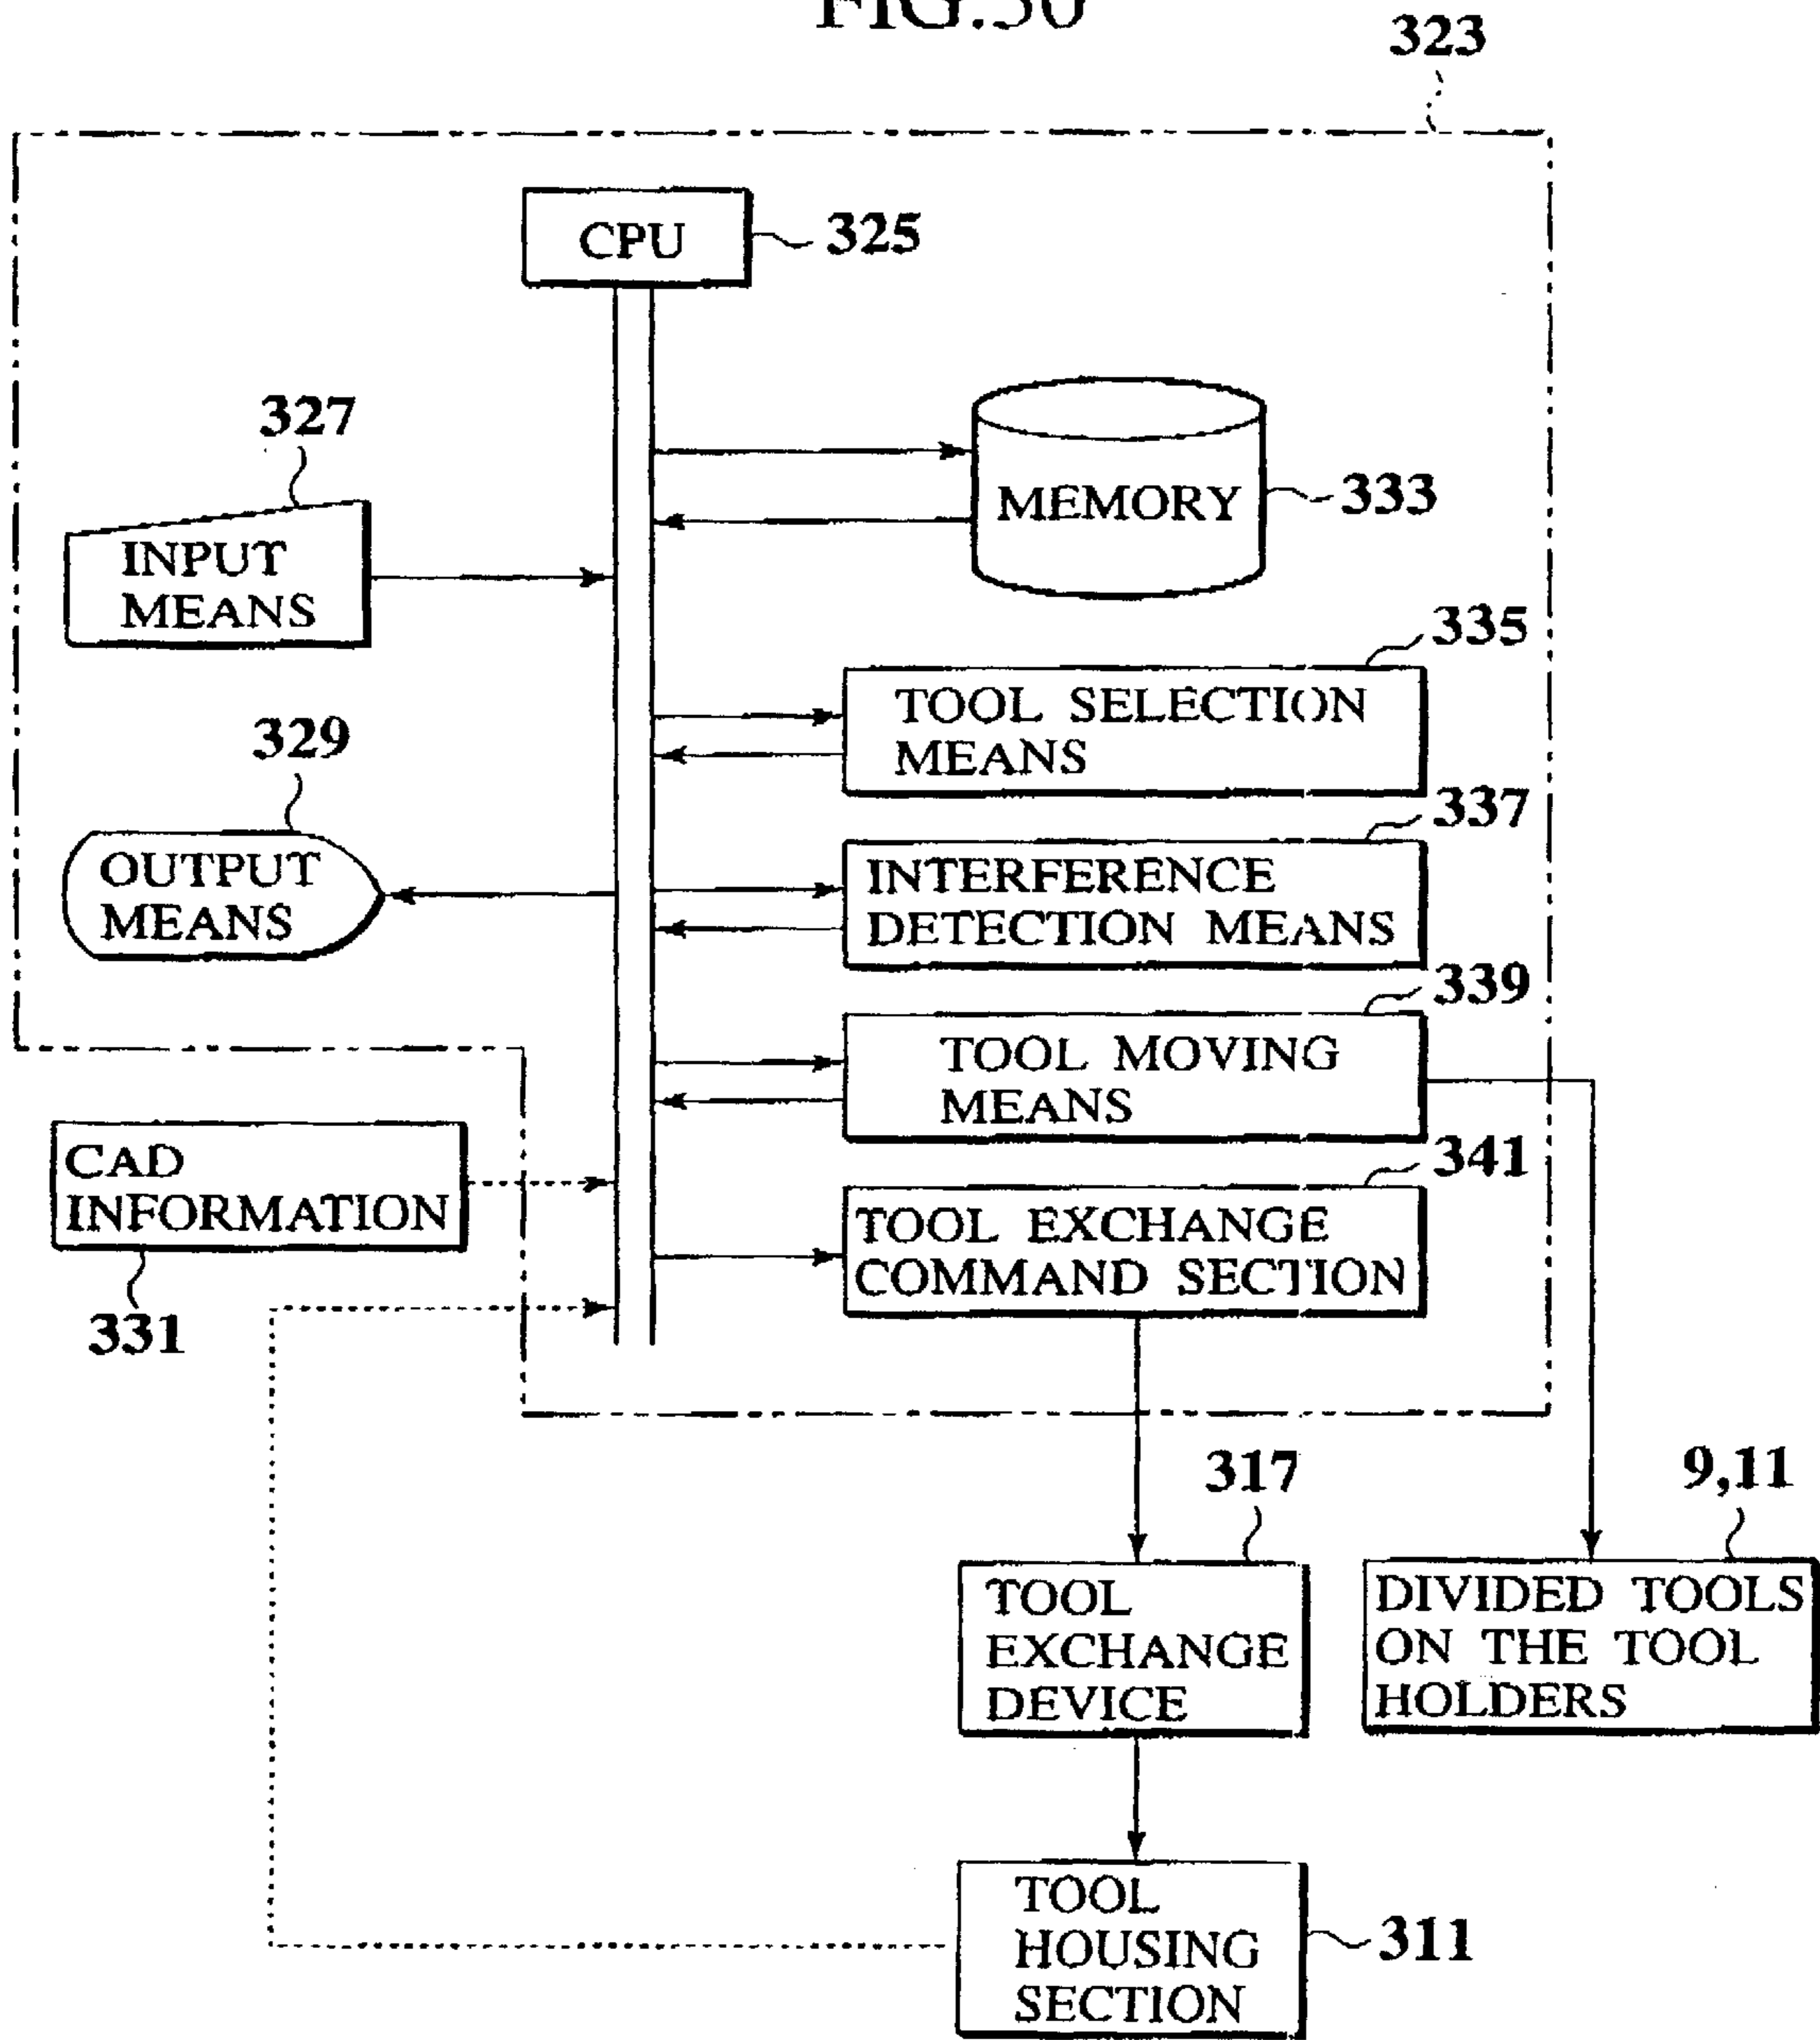 323
CPU
325
327
MEMORY
333
INPUT
MEANS
335
TOOL SELECTION
MEANS
329
337
OUTPUT
MEANS
INTERFERENCE
DETECTION MEANS
339
TOOL MOVING
MEANS
CAD
INFORMATION
331
341
TOOL EXCHANGE
COMMAND SECTION
317
9,11
TOOL
EXCHANGE
DEVICE
DIVIDED TOOLS
ON THE TOOL
HOLDERS
TOOL
HOUSING
SECTION
311